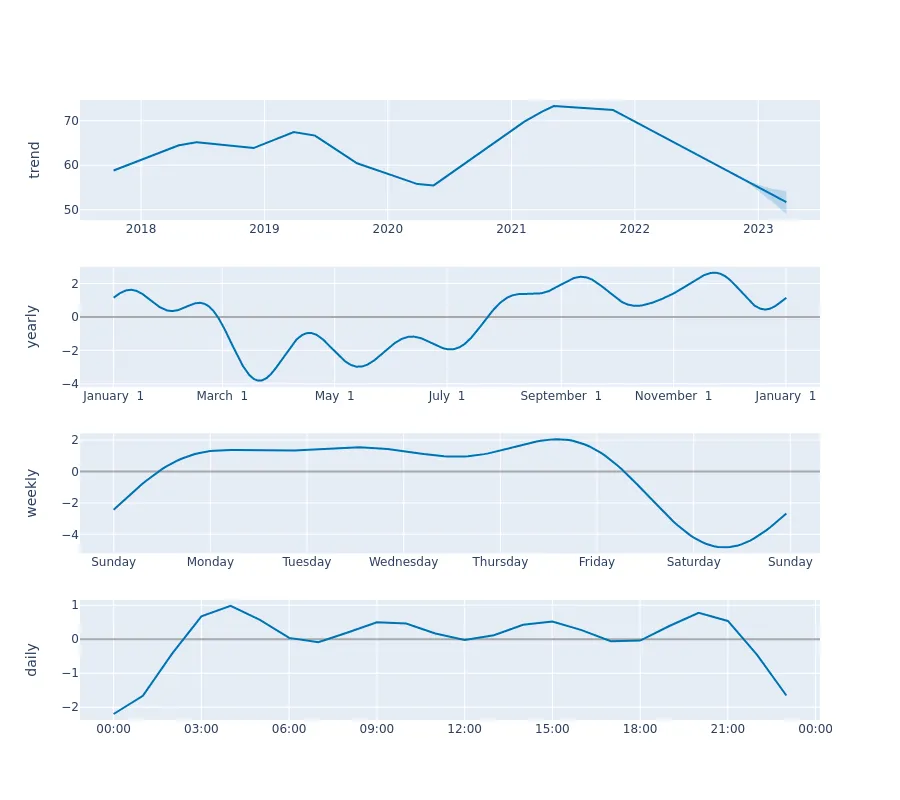 trend
70
60
50
2018 2019 2020 2021 2022 2023
yearly
2
0
−2
−4
January 1 March 1 May 1 July 1 September 1 November 1 January 1
weekly
2
0
−2
−4
Sunday Monday Tuesday Wednesday Thursday Friday Saturday Sunday
daily
1
0
−1
−2
00:00 03:00 06:00 09:00 12:00 15:00 18:00 21:00 00:00